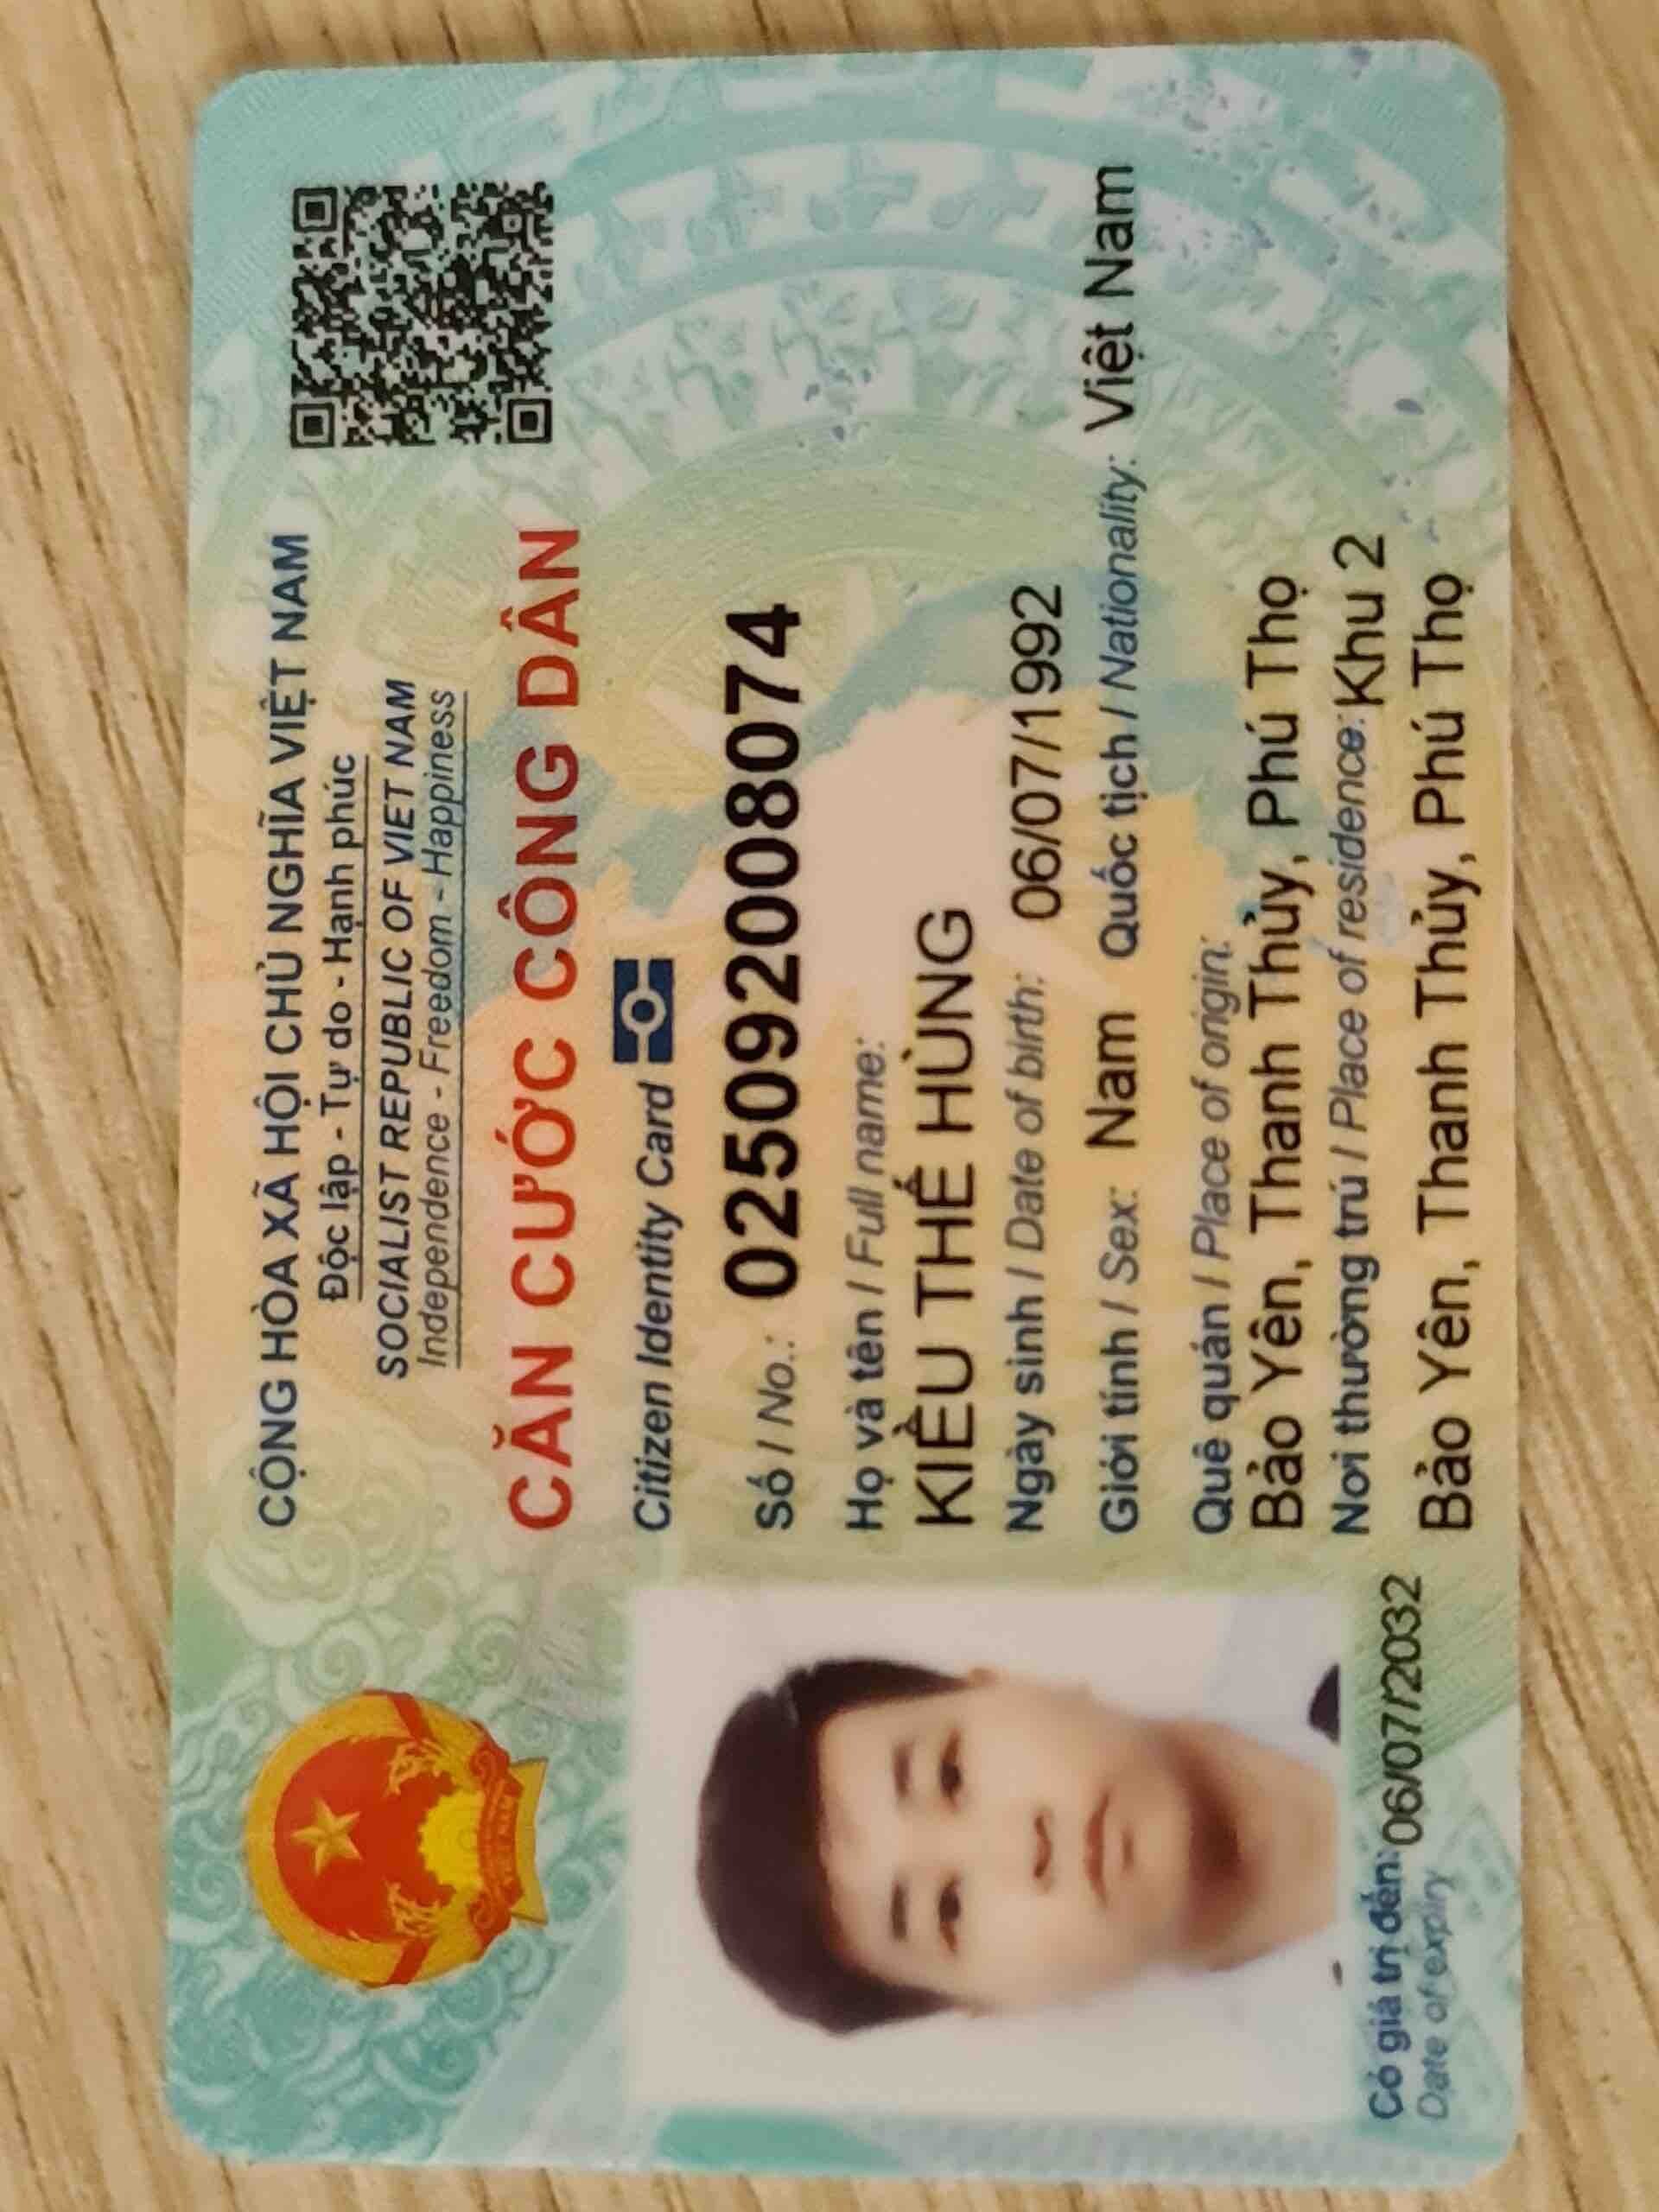 CỘNG HÒA XÃ HỘI CHỦ NGHĨA VIỆT NAM
Độc lập - Tự do - Hạnh phúc
SOCIALIST REPUBLIC OF VIET NAM
Independence - Freedom - Happiness
CĂN CƯỚC CÔNG DÂN
Citizen Identity Card
Số / No.: 025092008074
Họ và tên / Full name:
KIỀU THẾ HÙNG
Ngày sinh / Date of birth: 06/07/1992
Giới tính / Sex: Nam Quốc tịch / Nationality: Việt Nam
Quê quán / Place of origin:
Bảo Yên, Thanh Thủy, Phú Thọ
Nơi thường trú / Place of residence: Khu 2
Bảo Yên, Thanh Thủy, Phú Thọ
Có giá trị đến: 06/07/2032
Date of expiry
VIỆT NAM